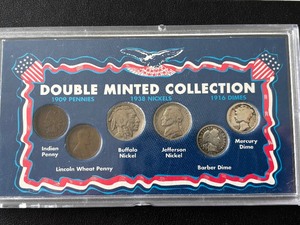 DOUBLE MINTED COLLECTION
1909 PENNIES 1938 NICKELS 1916 DIMES
Indian
Penny
Lincoln Wheat Penny
Buffalo
Nickel
Jefferson
Nickel
Barber Dime
Mercury
Dime